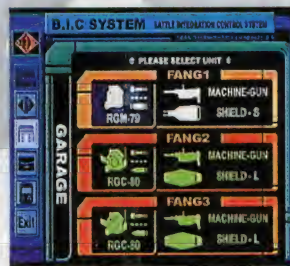 B.I.C SYSTEM BATTLE INTEGRATION CONTROL SYSTEM
PLEASE SELECT UNIT
GARAGE
FANG1
RGM-79
MACHINE-GUN
SHIELD・S
FANG2
RGC-80
MACHINE-GUN
SHIELD・L
FANG3
RGC-80
MACHINE-GUN
SHIELD・L
Exit